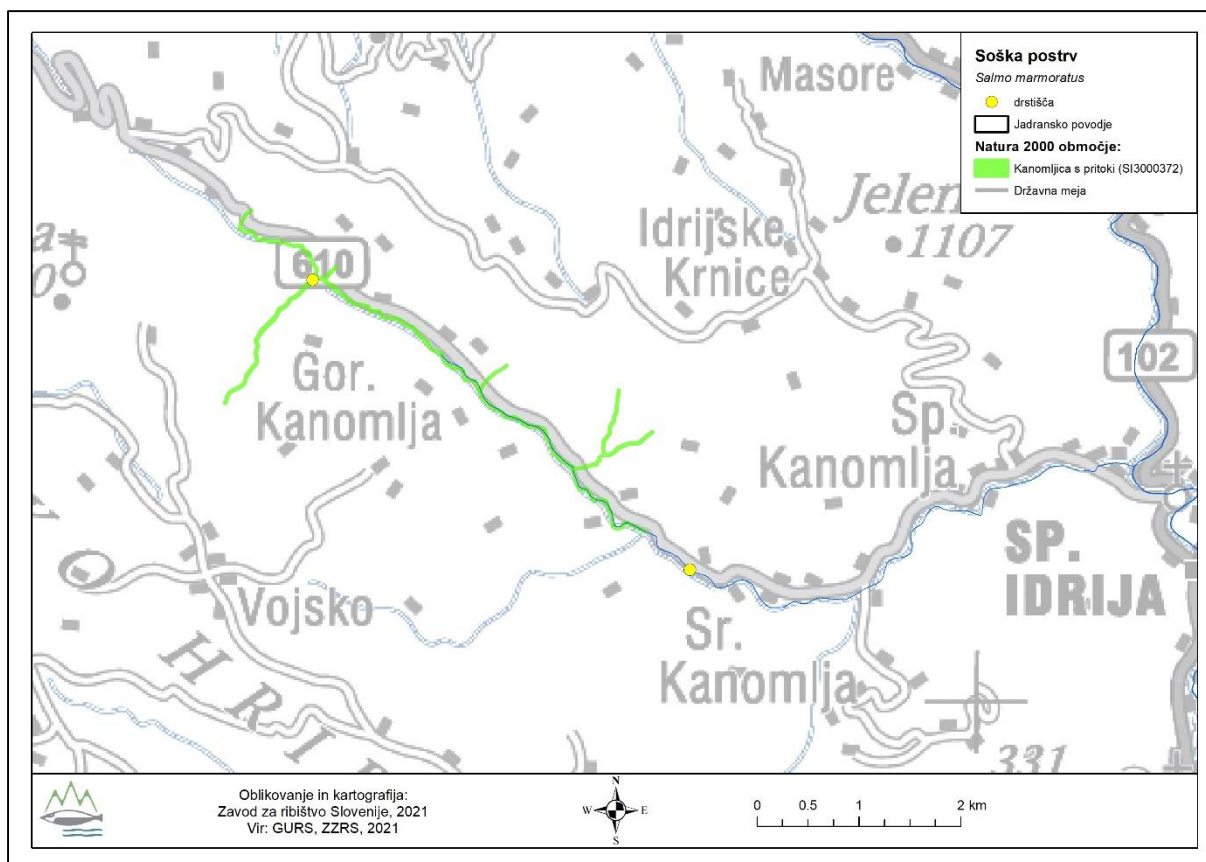 Soška postrv
Salmo marmoratus
drstišča
Jadransko povodje
Natura 2000 območje:
Kanomljica s pritoki (SI3000372)
Državna meja
Masore
Jelen
1107
Idrijske
Krnice
610
102
Gor.
Kanomlja
Sp.
Kanomlja
SP.
IDRIJA
Vojsko
Sr.
Kanomlja
331
Oblikovanje in kartografija:
Zavod za ribištvo Slovenije, 2021
Vir: GURS, ZZRS, 2021
N
W E
S
0 0.5 1 2 km